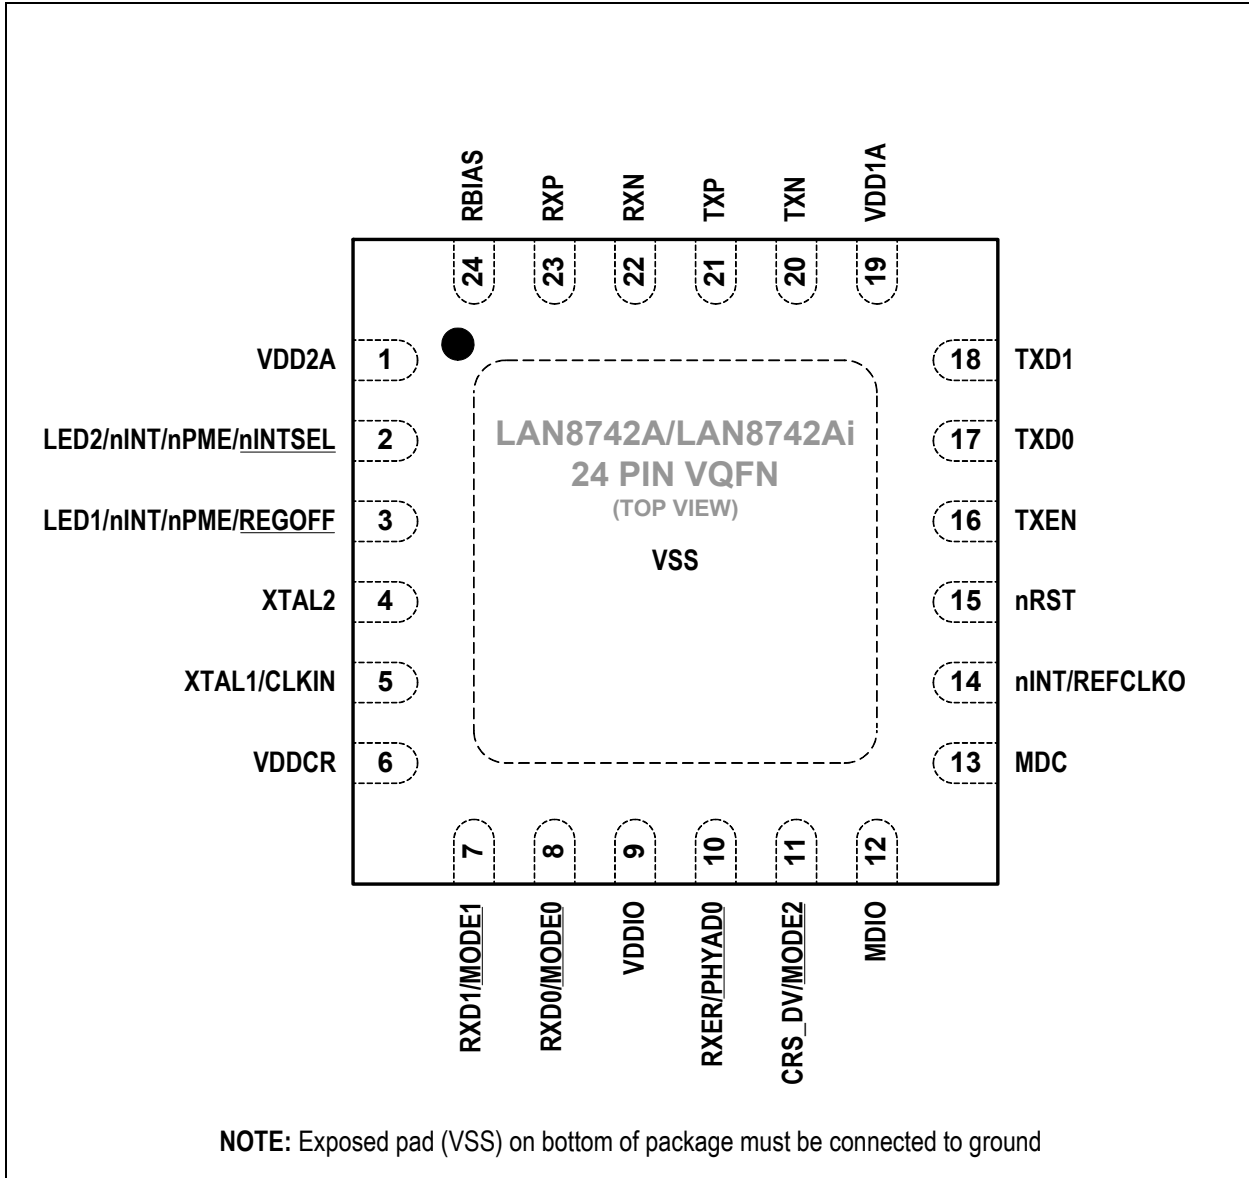 RBIAS
RXP
RXN
TXP
TXN
VDD1A
24
23
22
21
20
19
VDD2A 1
LED2/nINT/nPME/nINTSEL 2
LED1/nINT/nPME/REGOFF 3
XTAL2 4
XTAL1/CLKIN 5
VDDCR 6
LAN8742A/LAN8742Ai
24 PIN VQFN
(TOP VIEW)
VSS
18 TXD1
17 TXD0
16 TXEN
15 nRST
14 nINT/REFCLKO
13 MDC
7
8
9
10
11
12
RXD1/MODE1
RXD0/MODE0
VDDIO
RXER/PHYAD0
CRS_DV/MODE2
MDIO
NOTE: Exposed pad (VSS) on bottom of package must be connected to ground